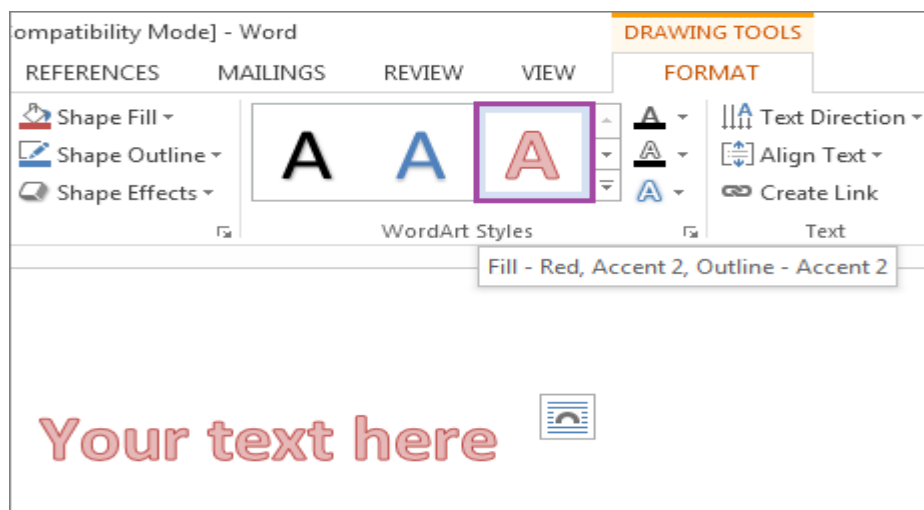 ompatibility Mode] - Word
DRAWING TOOLS
REFERENCES MAILINGS REVIEW VIEW FORMAT
Shape Fill
Shape Outline
Shape Effects
A A A
A
A
A
Text Direction
Align Text
Create Link
WordArt Styles
Text
Fill - Red, Accent 2, Outline - Accent 2
Your text here